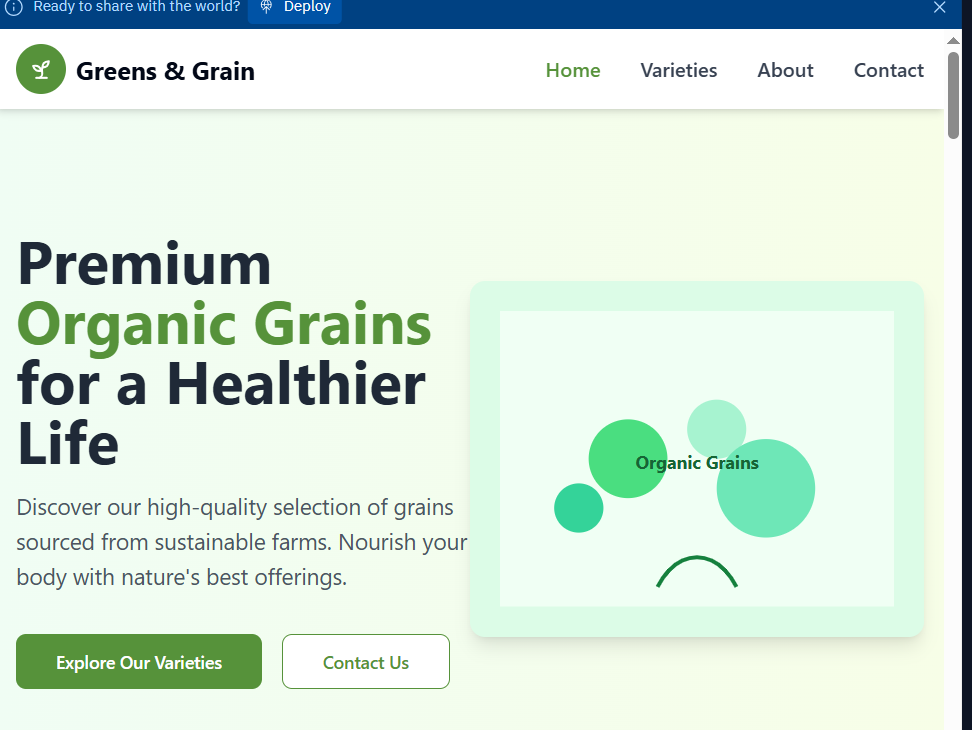 Ready to share with the world?
Deploy
Greens & Grain
Home
Varieties
About
Contact
Premium
Organic Grains
for a Healthier
Life
Discover our high-quality selection of grains
sourced from sustainable farms. Nourish your
body with nature's best offerings.
Explore Our Varieties
Contact Us
Organic Grains